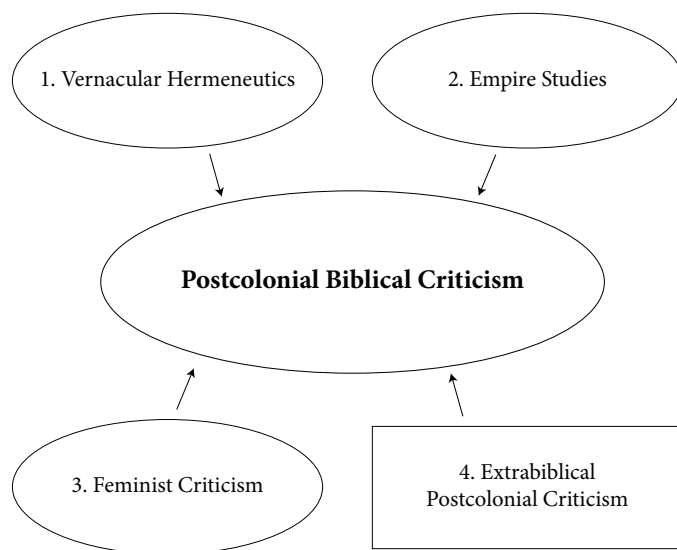 1. Vernacular Hermeneutics
2. Empire Studies
Postcolonial Biblical Criticism
3. Feminist Criticism
4. Extrabiblical
Postcolonial Criticism